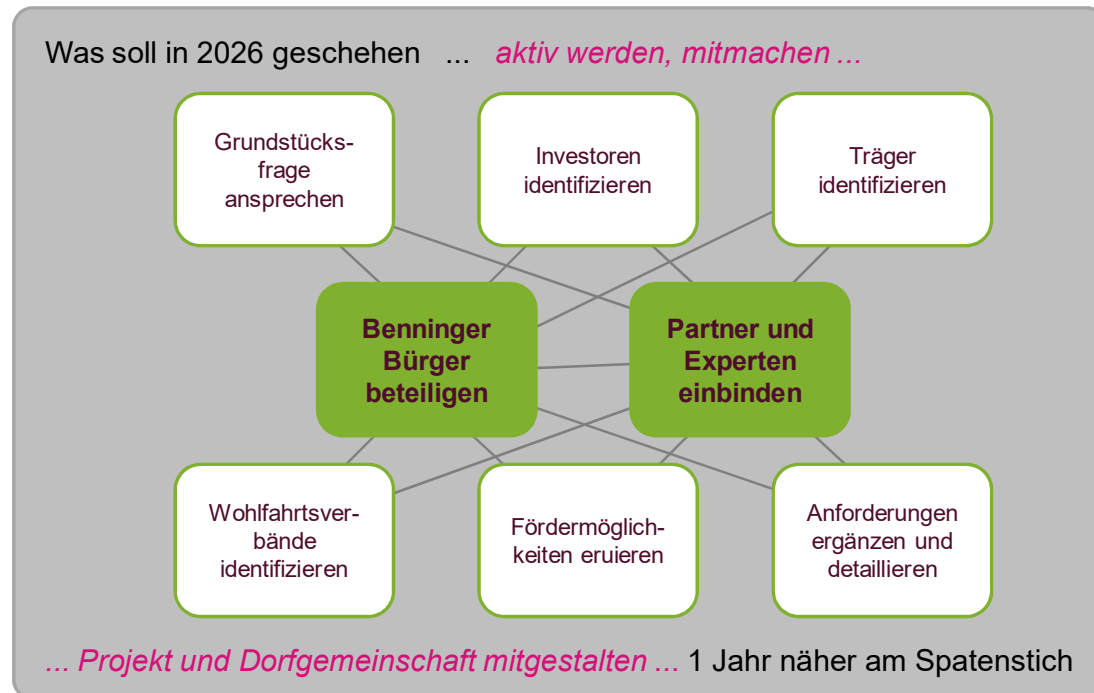 Was soll in 2026 geschehen ... aktiv werden, mitmachen ...
Grundstücks-
frage
ansprechen
Investoren
identifizieren
Träger
identifizieren
Benninger
Bürger
beteiligen
Partner und
Experten
einbinden
Wohlfahrtsver-
bände
identifizieren
Fördermöglich-
keiten eruieren
Anforderungen
ergänzen und
detaillieren
... Projekt und Dorfgemeinschaft mitgestalten ... 1 Jahr näher am Spatenstich